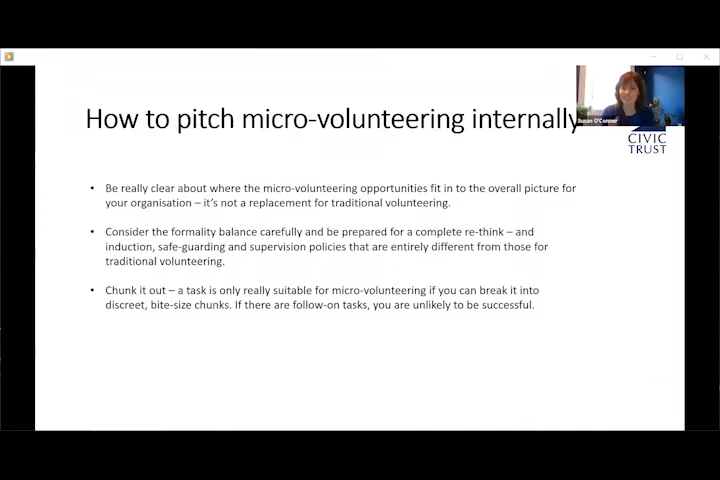 How to pitch micro-volunteering internally
Susan O'Connor
CIVIC
TRUST
• Be really clear about where the micro-volunteering opportunities fit in to the overall picture for
your organisation – it's not a replacement for traditional volunteering.
• Consider the formality balance carefully and be prepared for a complete re-think – and
induction, safe-guarding and supervision policies that are entirely different from those for
traditional volunteering.
• Chunk it out – a task is only really suitable for micro-volunteering if you can break it into
discreet, bite-size chunks. If there are follow-on tasks, you are unlikely to be successful.